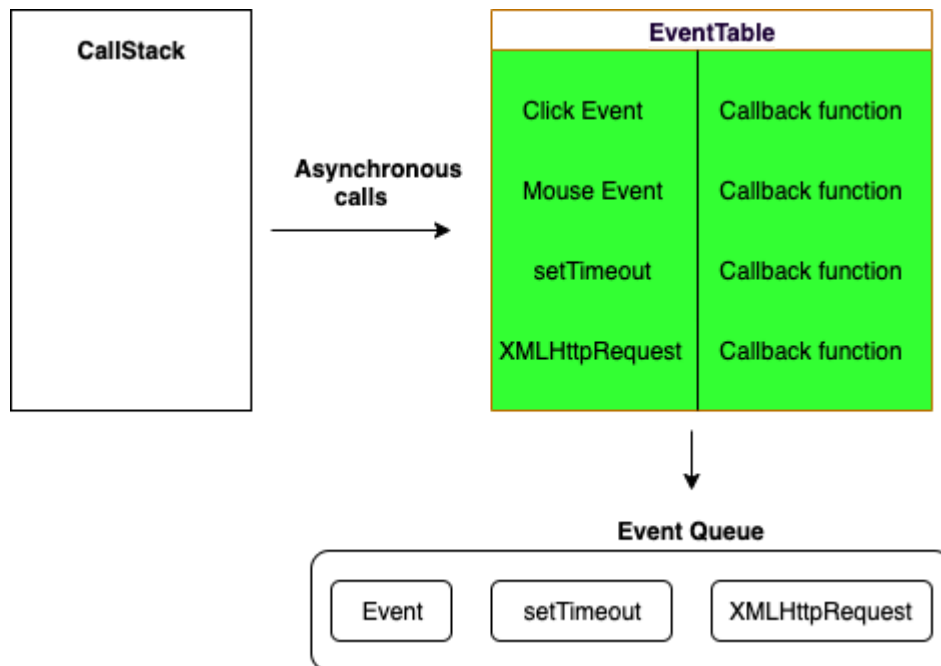 CallStack
Asynchronous
calls
EventTable
Click Event Callback function
Mouse Event Callback function
setTimeout Callback function
XMLHttpRequest Callback function
Event Queue
Event setTimeout XMLHttpRequest